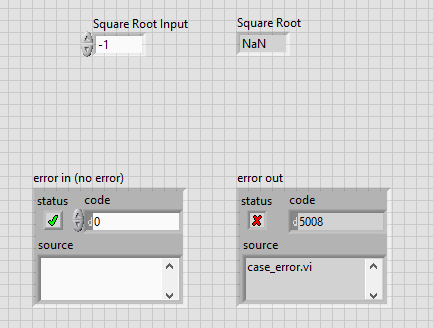 Square Root Input
Square Root
-1
NaN
error in (no error)
error out
status
code
status
code
d
0
d
5008
source
source
case_error.vi